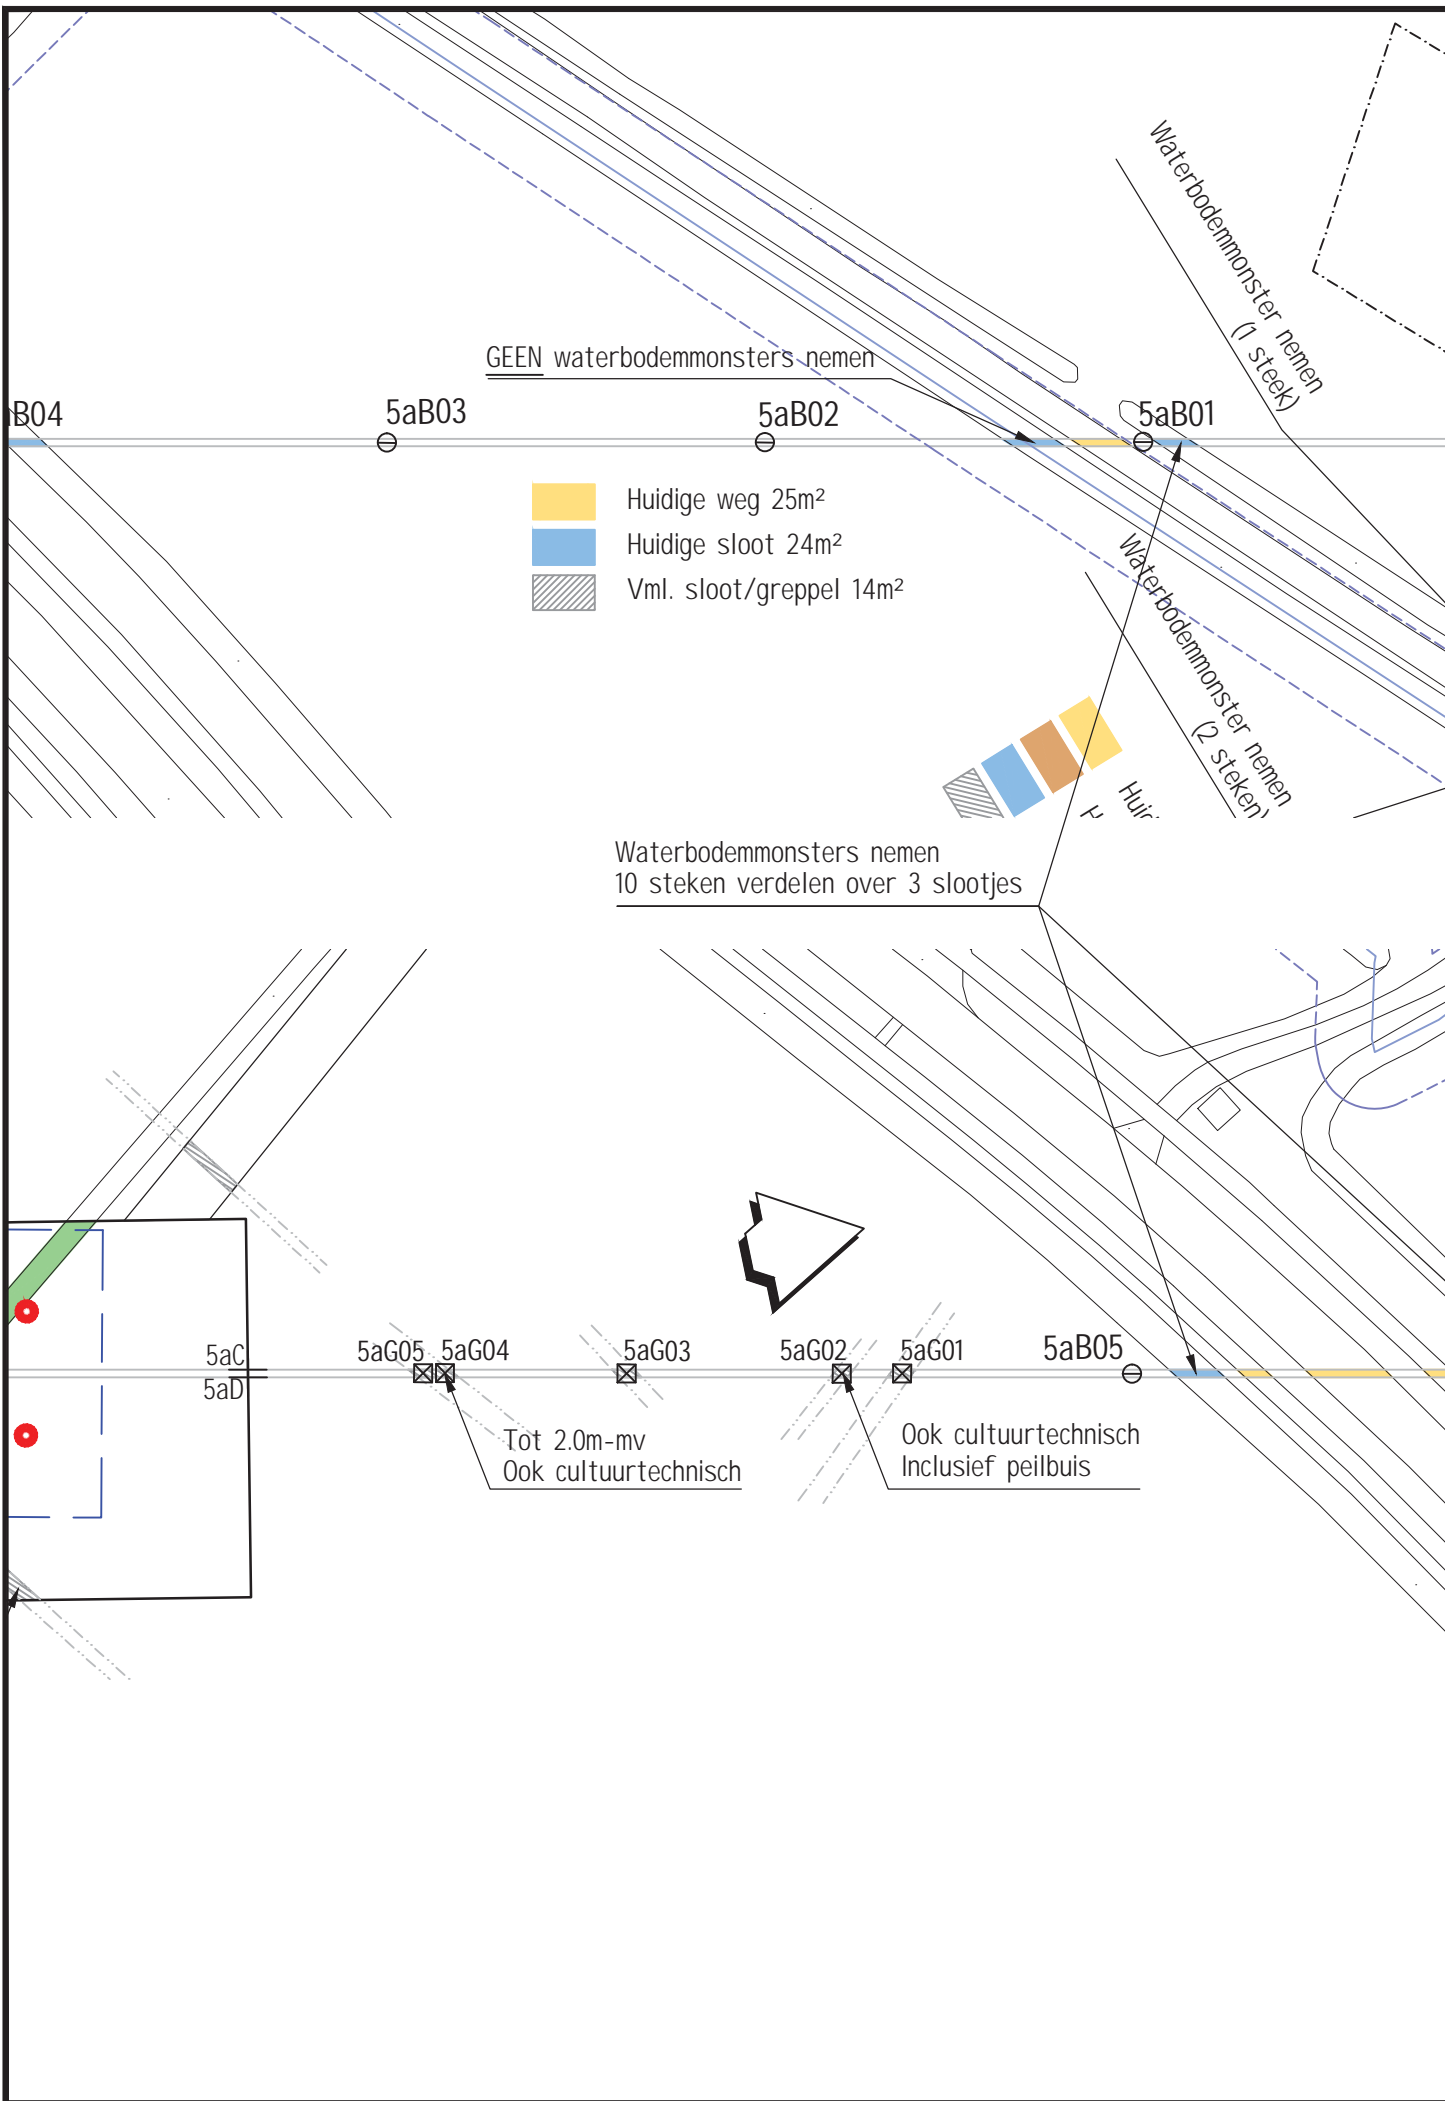 Waterbodemmonster nemen
(1 steek)
GEEN waterbodemmonsters nemen
B04
5aB03
5aB02
5aB01
Huidige weg 25m²
Huidige sloot 24m²
Vml. sloot/greppel 14m²
Waterbodemmonster nemen
(2 steken)
Waterbodemmonsters nemen
10 steken verdelen over 3 slootjes
5aC
5aD
5aG05
5aG04
5aG03
5aG02
5aG01
5aB05
Tot 2.0m-mv
Ook cultuurtechnisch
Ook cultuurtechnisch
Inclusief peilbuis